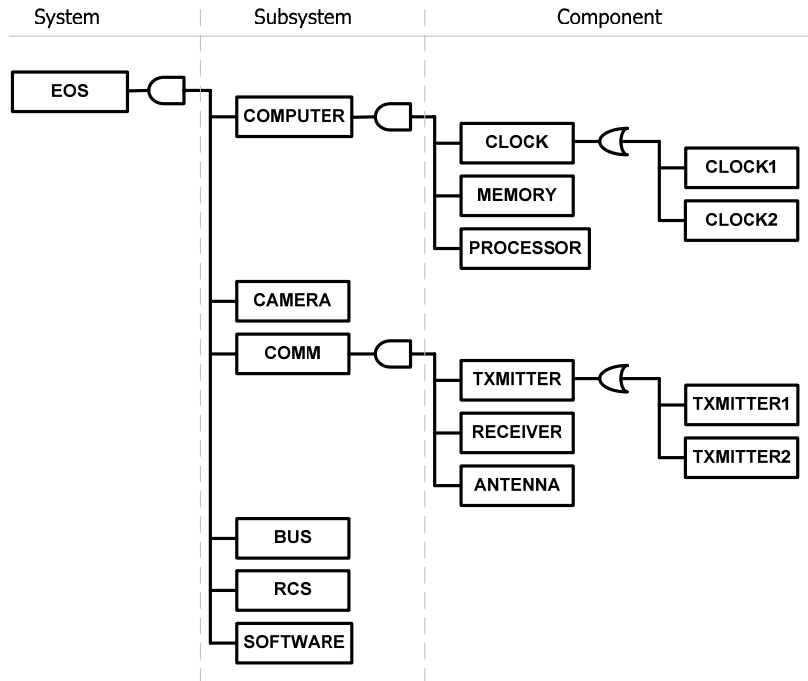 System Subsystem Component
EOS
COMPUTER
CLOCK
CLOCK1
MEMORY
CLOCK2
PROCESSOR
CAMERA
COMM
TXMITTER
TXMITTER1
RECEIVER
TXMITTER2
ANTENNA
BUS
RCS
SOFTWARE